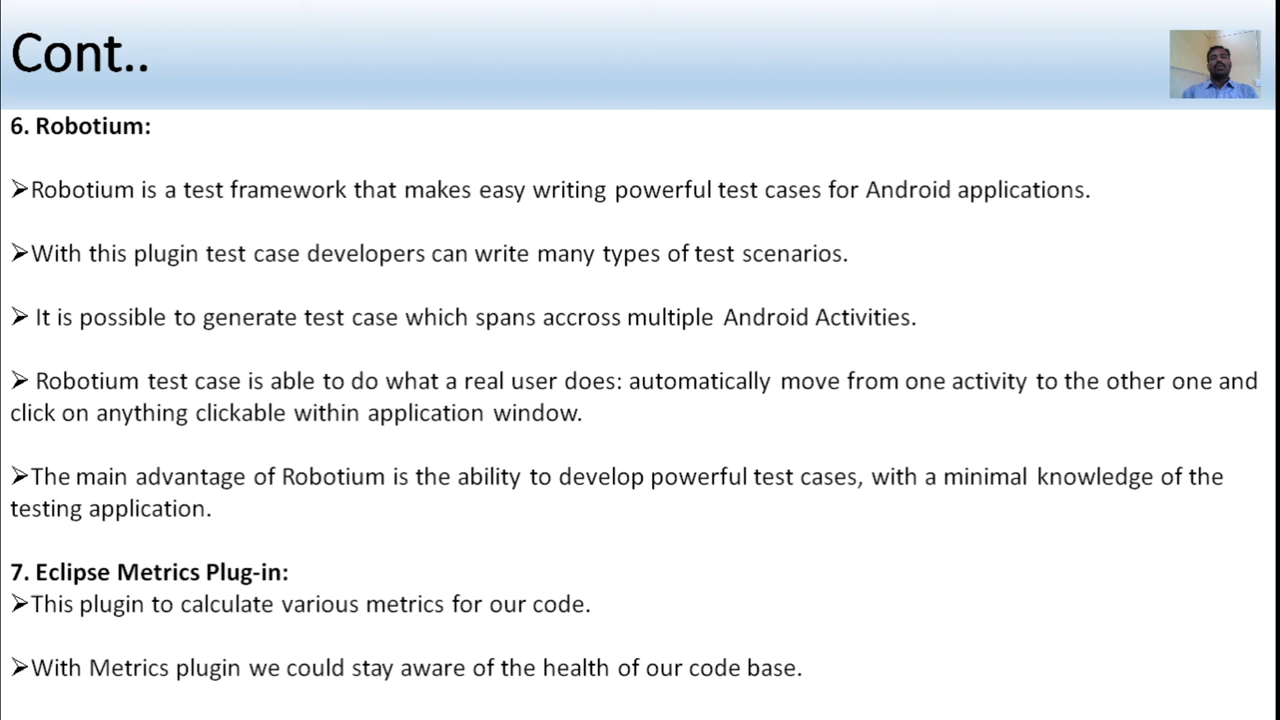 Cont..
6. Robotium:
➢Robotium is a test framework that makes easy writing powerful test cases for Android applications.
➢With this plugin test case developers can write many types of test scenarios.
➢ It is possible to generate test case which spans accross multiple Android Activities.
➢ Robotium test case is able to do what a real user does: automatically move from one activity to the other one and
click on anything clickable within application window.
➢The main advantage of Robotium is the ability to develop powerful test cases, with a minimal knowledge of the
testing application.
7. Eclipse Metrics Plug-in:
➢This plugin to calculate various metrics for our code.
➢With Metrics plugin we could stay aware of the health of our code base.